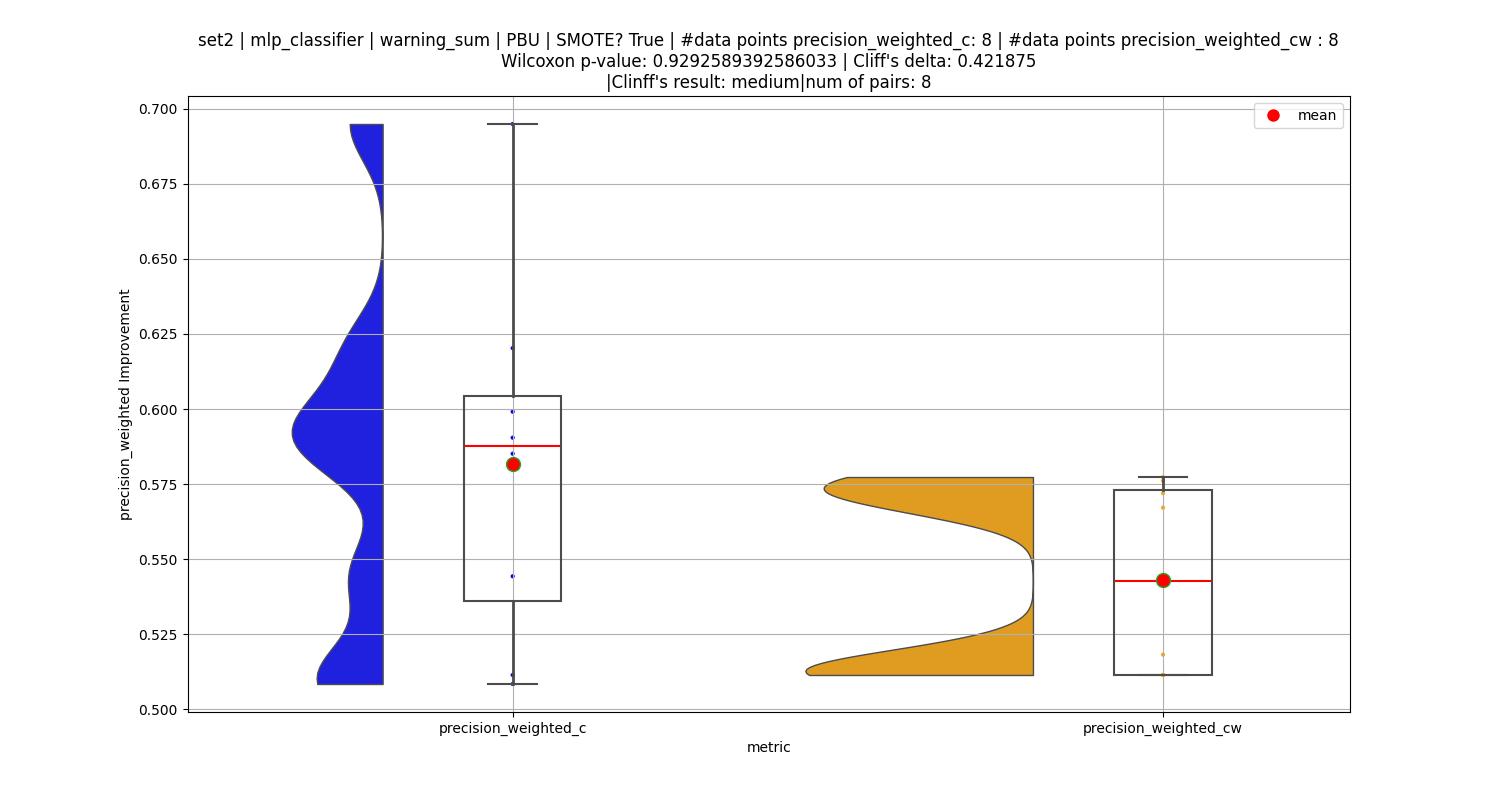 set2 | mlp_classifier | warning_sum | PBU | SMOTE? True | #data points precision_weighted_c: 8 | #data points precision_weighted_cw : 8
Wilcoxon p-value: 0.9292589392586033 | Cliff's delta: 0.421875
|Clinff's result: medium|num of pairs: 8
mean
precision_weighted Improvement
0.700
0.675
0.650
0.625
0.600
0.575
0.550
0.525
0.500
precision_weighted_c
precision_weighted_cw
metric